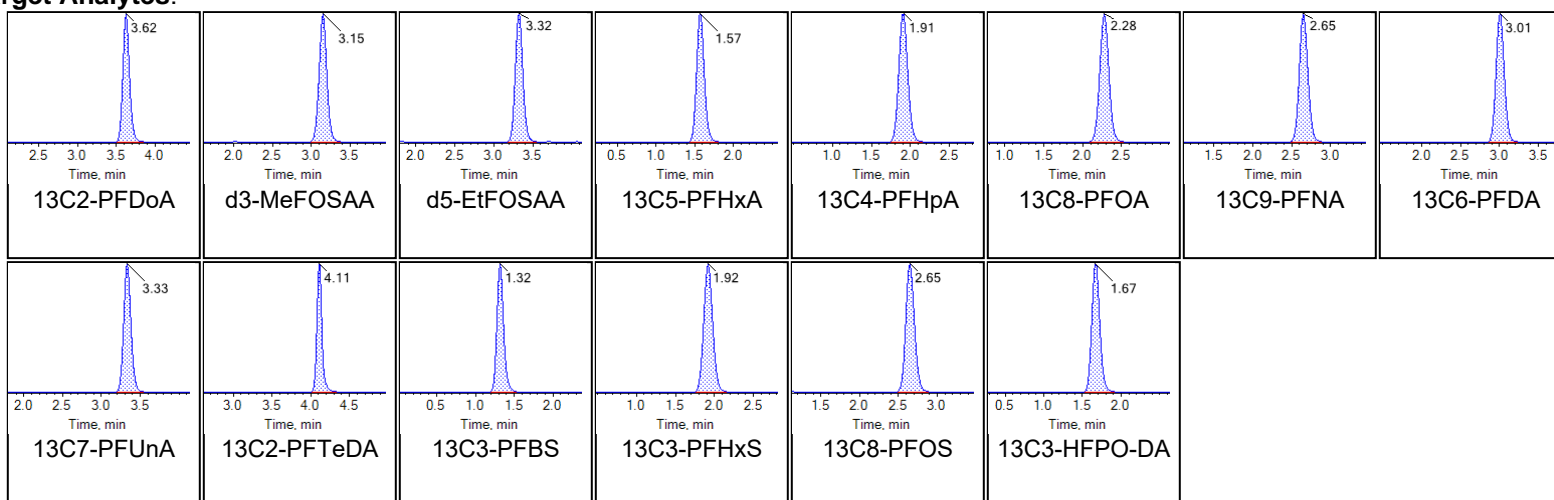 rget Analytes:
3.62 3.15 3.32 1.57 1.91 2.28 2.65 3.01
2.5 3.0 3.5 4.0 2.0 2.5 3.0 3.5 2.0 2.5 3.0 3.5 0.5 1.0 1.5 2.0 1.0 1.5 2.0 2.5 1.0 1.5 2.0 2.5 1.5 2.0 2.5 3.0 2.0 2.5 3.0 3.5
Time, min Time, min Time, min Time, min Time, min Time, min Time, min Time, min
13C2-PFDoA d3-MeFOSAA d5-EtFOSAA 13C5-PFHxA 13C4-PFHpA 13C8-PFOA 13C9-PFNA 13C6-PFDA
3.33 4.11 1.32 1.92 2.65 1.67
2.0 2.5 3.0 3.5 3.0 3.5 4.0 4.5 0.5 1.0 1.5 2.0 1.0 1.5 2.0 2.5 1.5 2.0 2.5 3.0 0.5 1.0 1.5 2.0
Time, min Time, min Time, min Time, min Time, min Time, min
13C7-PFUnA 13C2-PFTeDA 13C3-PFBS 13C3-PFHxS 13C8-PFOS 13C3-HFPO-DA